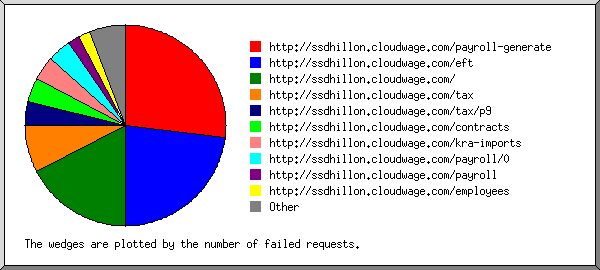 http://ssdhillon.cloudwage.com/payroll-generate
http://ssdhillon.cloudwage.com/eft
http://ssdhillon.cloudwage.com/
http://ssdhillon.cloudwage.com/tax
http://ssdhillon.cloudwage.com/tax/p9
http://ssdhillon.cloudwage.com/contracts
http://ssdhillon.cloudwage.com/kra-imports
http://ssdhillon.cloudwage.com/payroll/0
http://ssdhillon.cloudwage.com/payroll
http://ssdhillon.cloudwage.com/employees
Other
The wedges are plotted by the number of failed requests.